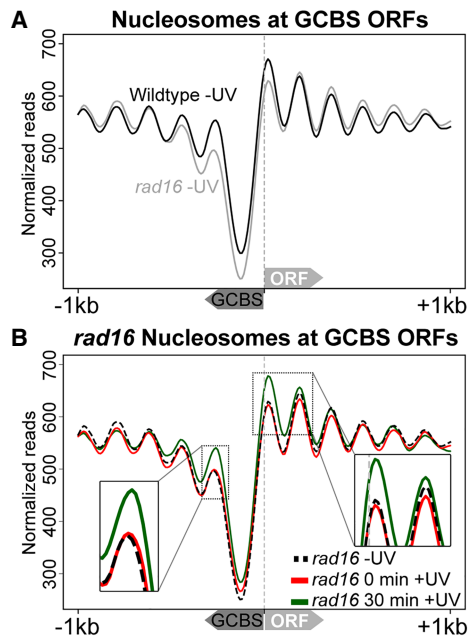 A
Nucleosomes at GCBS ORFs
Normalized reads
700
600
500
400
300
Wildtype -UV
rad16 -UV
ORF
GCBS
-1kb
+1kb
B
rad16 Nucleosomes at GCBS ORFs
Normalized reads
700
600
500
400
300
rad16 -UV
rad16 0 min +UV
rad16 30 min +UV
GCBS ORF
-1kb
+1kb